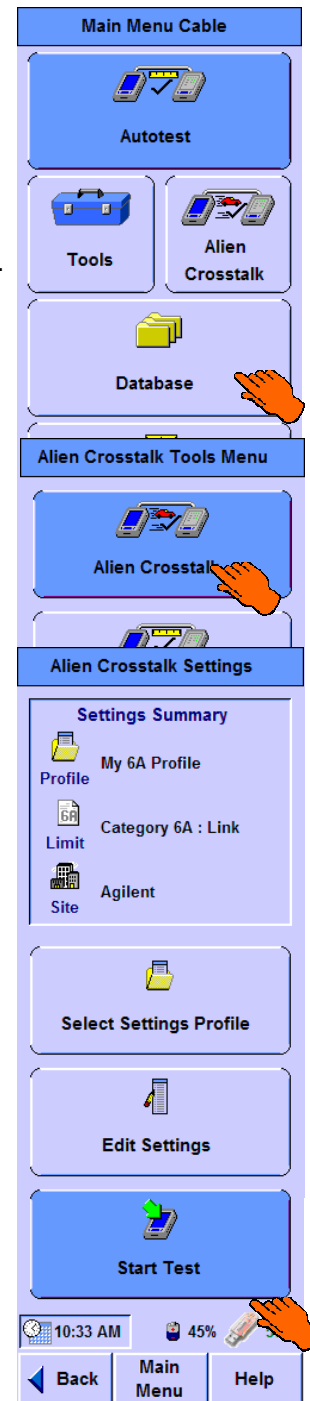 Main Menu Cable
Autotest
Tools
Alien
Crosstalk
Database
Alien Crosstalk Tools Menu
Alien Crosstalk
Alien Crosstalk Settings
Settings Summary
My 6A Profile
Profile
6A
Category 6A : Link
Limit
Agilent
Site
Select Settings Profile
Edit Settings
Start Test
10:33 AM
45%
Back
Main
Menu
Help